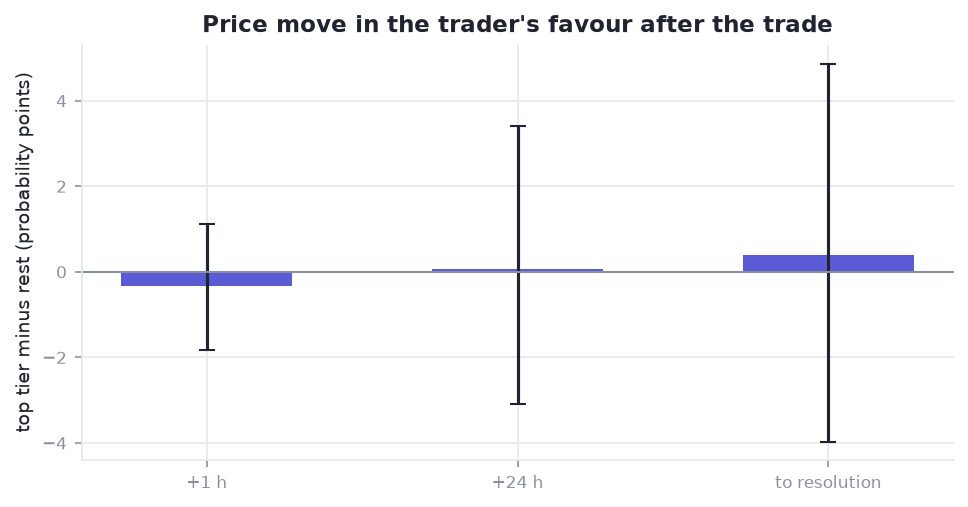 Price move in the trader's favour after the trade
top tier minus rest (probability points)
4
2
0
−2
−4
+1 h
+24 h
to resolution